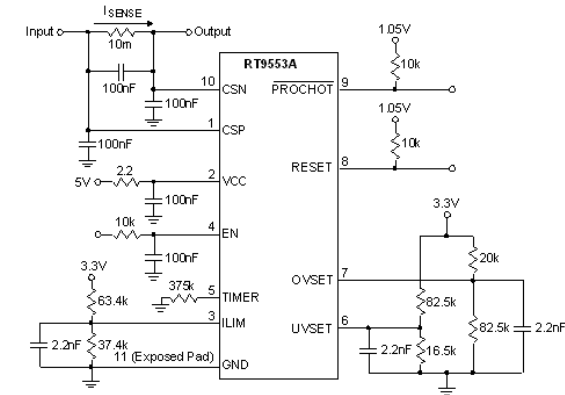 I SENSE
Input
Output
10m
RT9553A
100nF
10
CSN
100nF
1
CSP
100nF
5V
2.2
2
VCC
100nF
10k
4
EN
100nF
3.3V
375k
5
TIMER
63.4k
3
ILIM
2.2nF
37.4k
11 (Exposed Pad)
GND
1.05V
10k
PROCHOT
9
1.05V
10k
RESET
8
3.3V
20k
OVSET
7
82.5k
82.5k
2.2nF
UVSET
6
2.2nF
16.5k